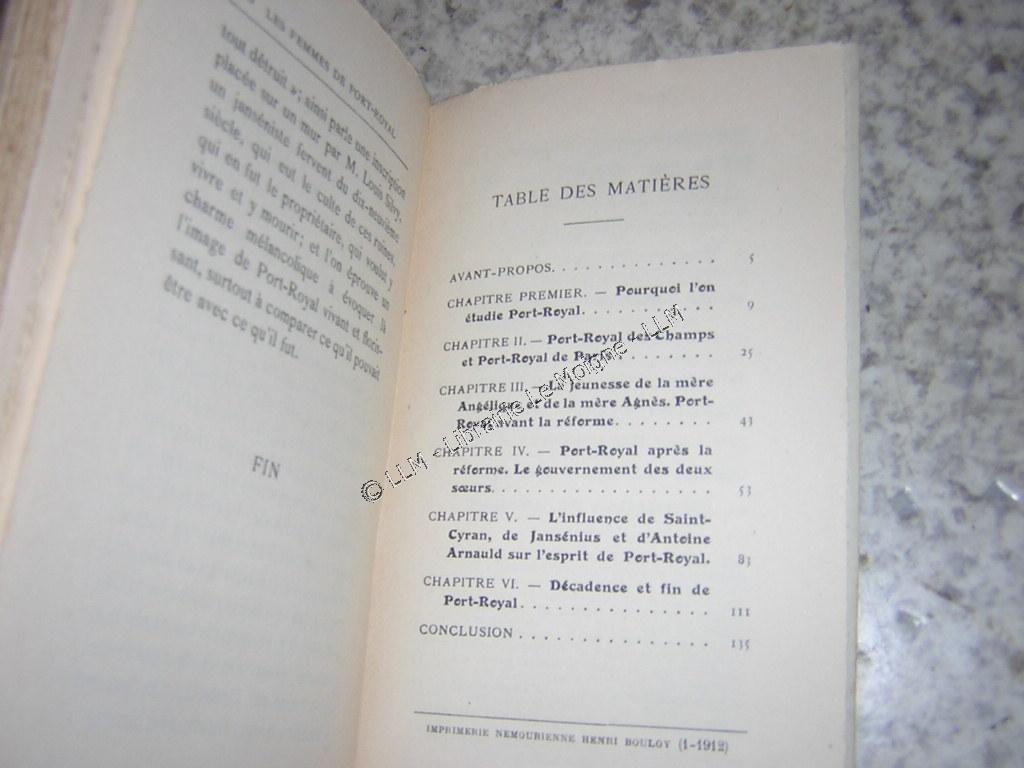 LES FEMMES DE PORT-ROYAL
tout détruit » ; ainsi parle une inscription
placée sur un mur par M. Louis Silvy,
un janséniste fervent du dix-neuvième
siècle, qui eut le culte de ces ruines,
qui en fut le propriétaire, qui voulut y
vivre et y mourir ; et l'on éprouve un
charme mélancolique à évoquer là
l'image de Port-Royal vivant et floris-
sant, surtout à comparer ce qu'il pouvait
être avec ce qu'il fut.
FIN
TABLE DES MATIÈRES
AVANT-PROPOS. . . . . . . . . . . . . . 5
CHAPITRE PREMIER. — Pourquoi l'on
étudie Port-Royal. . . . . . . . . . . 9
CHAPITRE II. — Port-Royal des Champs
et Port-Royal de Paris . . . . . . . . 25
CHAPITRE III. — La jeunesse de la mère
Angélique et de la mère Agnès. Port-
Royal avant la réforme. . . . . . . . 43
CHAPITRE IV. — Port-Royal après la
réforme. Le gouvernement des deux
sœurs. . . . . . . . . . . . . . . . . . 53
CHAPITRE V. — L'influence de Saint-
Cyran, de Jansénius et d'Antoine
Arnauld sur l'esprit de Port-Royal. 83
CHAPITRE VI. — Décadence et fin de
Port-Royal . . . . . . . . . . . . . . . 111
CONCLUSION . . . . . . . . . . . . . . . 135
IMPRIMERIE NEMOURIENNE HENRI BOULOY (1-1912)
© LLM - Librairie Le Moigne - LLM